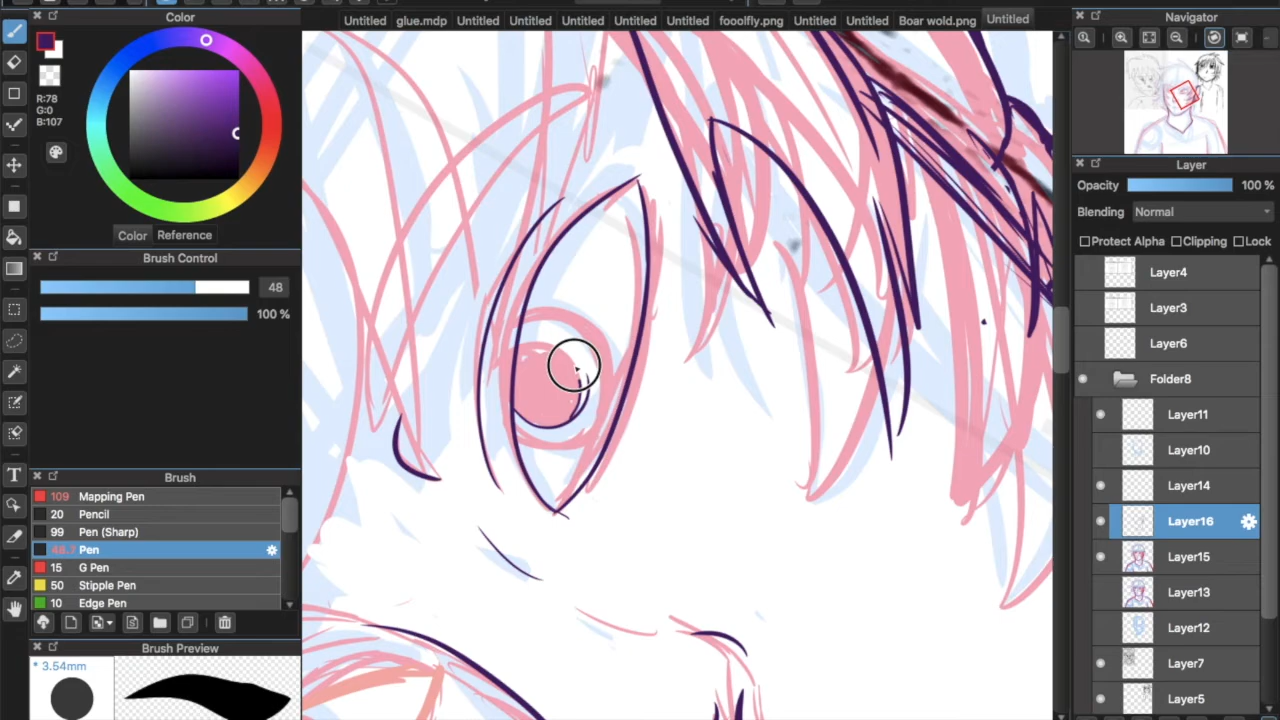 Color
Untitled glue.mdp Untitled Untitled Untitled Untitled Untitled fooolfly.png Untitled Untitled Boar wold.png Untitled
Navigator
R:78
G:0
B:107
Color Reference
Brush Control
48
100 %
Layer
Opacity 100 %
Blending Normal
Protect Alpha Clipping Lock
Layer4
Layer3
Layer6
Folder8
Layer11
Layer10
Layer14
Layer16
Layer15
Layer13
Layer12
Layer7
Layer5
Brush
109 Mapping Pen
20 Pencil
99 Pen (Sharp)
48.7 Pen
15 G Pen
50 Stipple Pen
10 Edge Pen
Brush Preview
* 3.54mm
T